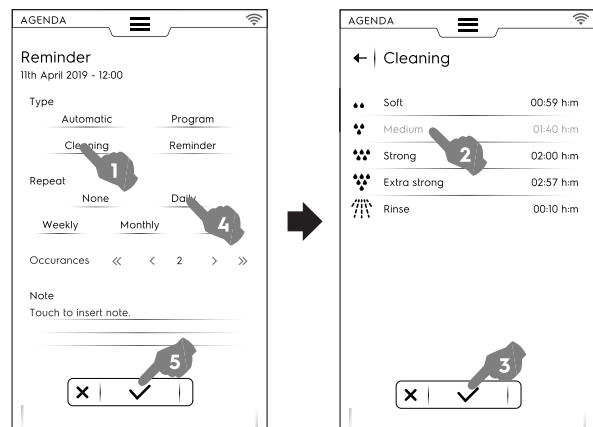 AGENDA
Reminder
11th April 2019 - 12:00
Type
Automatic Program
Cleaning Reminder
Repeat
None Daily
Weekly Monthly
Occurances << < 2 > >>
Note
Touch to insert note.
1
4
5
AGENDA
Cleaning
Soft 00:59 h:m
Medium 01:40 h:m
Strong 02:00 h:m
Extra strong 02:57 h:m
Rinse 00:10 h:m
2
3